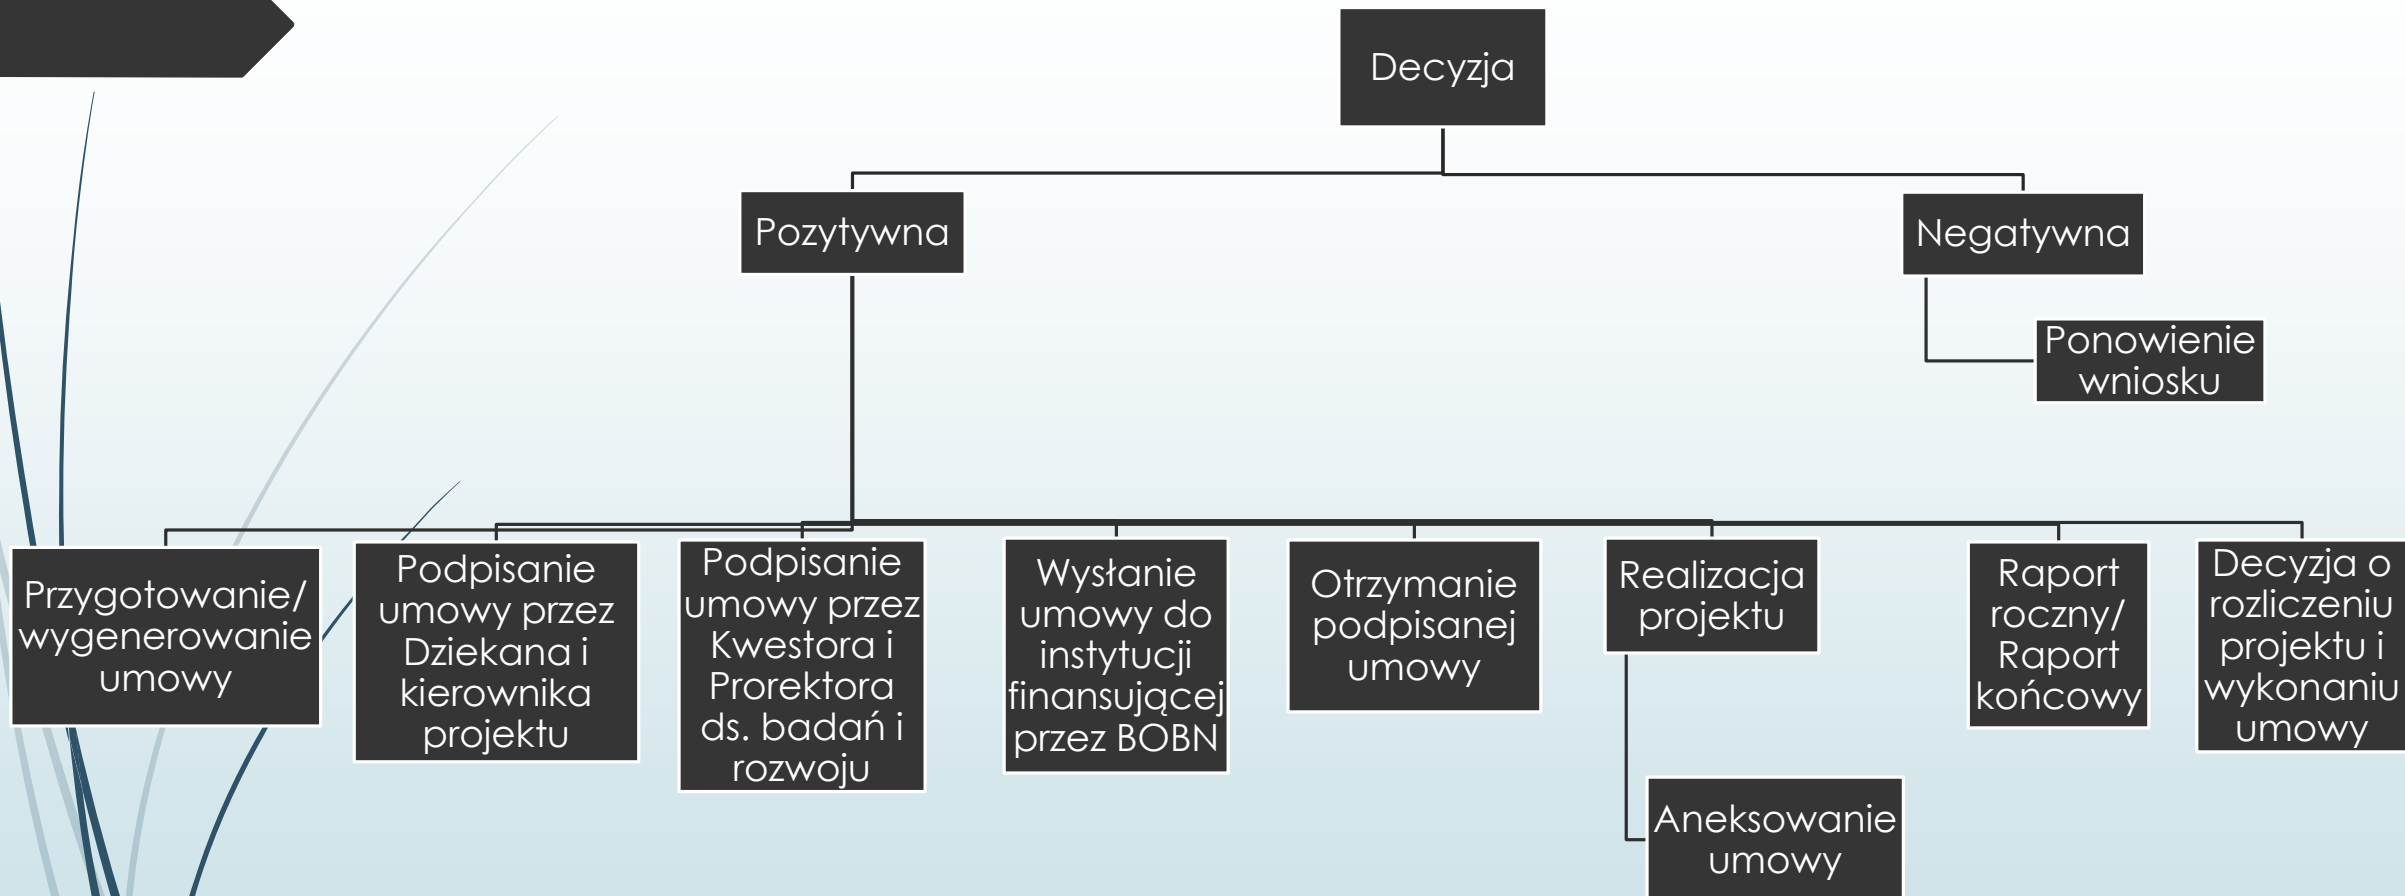 Decyzja
Pozytywna
Negatywna
Ponowienie
wniosku
Przygotowanie/
wygenerowanie
umowy
Podpisanie
umowy przez
Dziekana i
kierownika
projektu
Podpisanie
umowy przez
Kwestora i
Prorektora
ds. badań i
rozwoju
Wysłanie
umowy do
instytucji
finansującej
przez BOBN
Otrzymanie
podpisanej
umowy
Realizacja
projektu
Raport
roczny/
Raport
końcowy
Decyzja o
rozliczeniu
projektu i
wykonaniu
umowy
Aneksowanie
umowy